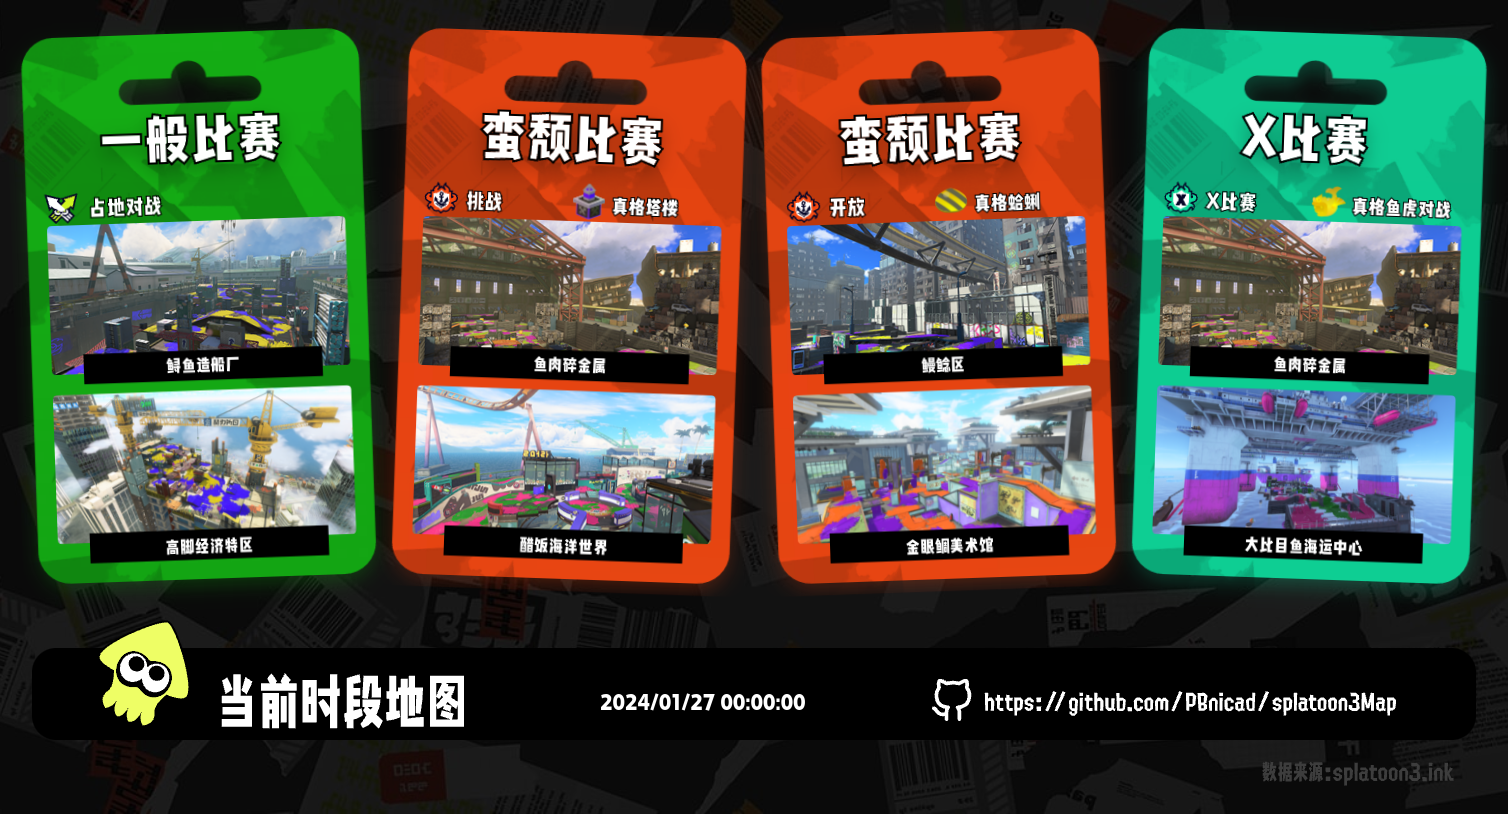 一般比赛
占地对战
鲟鱼造船厂
高脚经济特区
蛮颓比赛
挑战
真格塔楼
鱼肉碎金属
醋饭海洋世界
蛮颓比赛
开放
真格蛤蜊
鳗鲶区
金眼鲷美术馆
X比赛
X比赛
真格鱼虎对战
鱼肉碎金属
大比目鱼海运中心
当前时段地图
2024/01/27 00:00:00
https://github.com/PBnicad/splatoon3Map
数据来源:splatoon3.ink